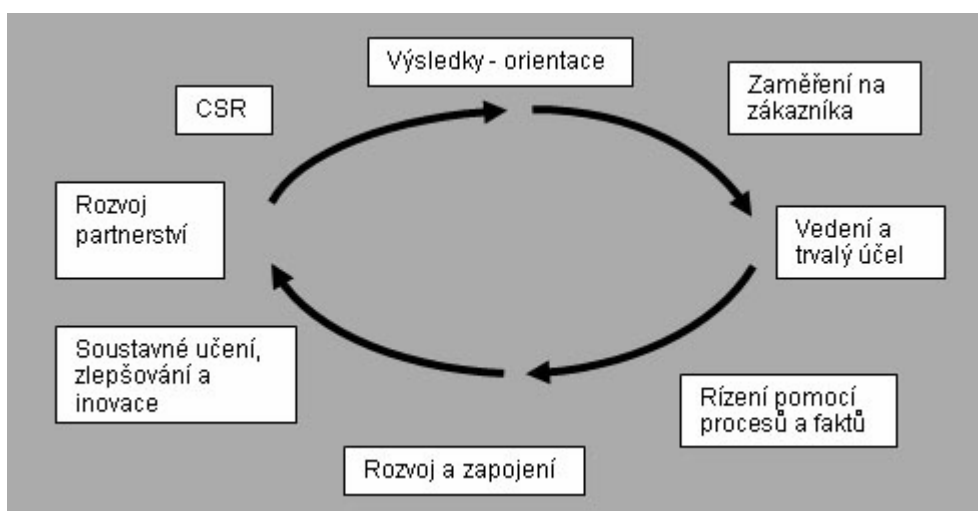 Výsledky - orientace
Zaměření na
zákazníka
CSR
Rozvoj
partnerství
Vedení a
trvalý účel
Soustavné učení,
zlepšování a
inovace
Rízení pomocí
procesů a faktů
Rozvoj a zapojení